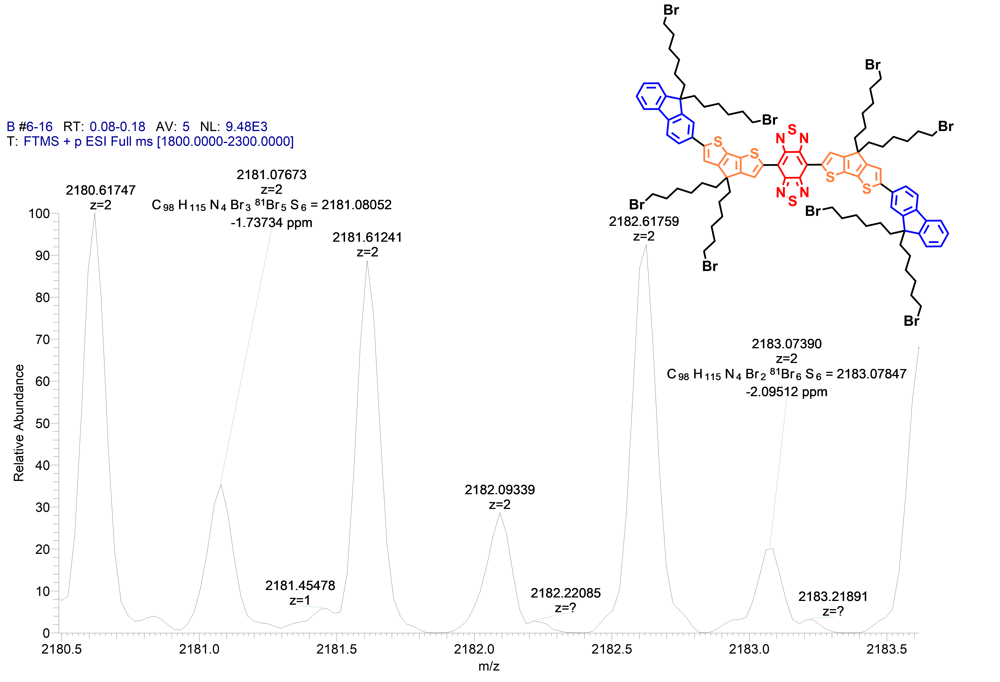 Br
Br
Br
Br
B #6-16 RT: 0.08-0.18 AV: 5 NL: 9.48E3
T: FTMS + p ESI Full ms [1800.0000-2300.0000]
S
N N
S
S
S
S
N N
S
Br
Br
Br
Br
2180.61747
z=2
2181.07673
z=2
C98 H115 N4 Br3 81Br5 S6 = 2181.08052
-1.73734 ppm
2181.61241
z=2
2182.61759
z=2
2183.07390
z=2
C98 H115 N4 Br2 81Br6 S6 = 2183.07847
-2.09512 ppm
2182.09339
z=2
2181.45478
z=1
2182.22085
z=?
2183.21891
z=?
100
90
80
70
60
50
40
30
20
10
0
Relative Abundance
2180.5 2181.0 2181.5 2182.0 2182.5 2183.0 2183.5
m/z